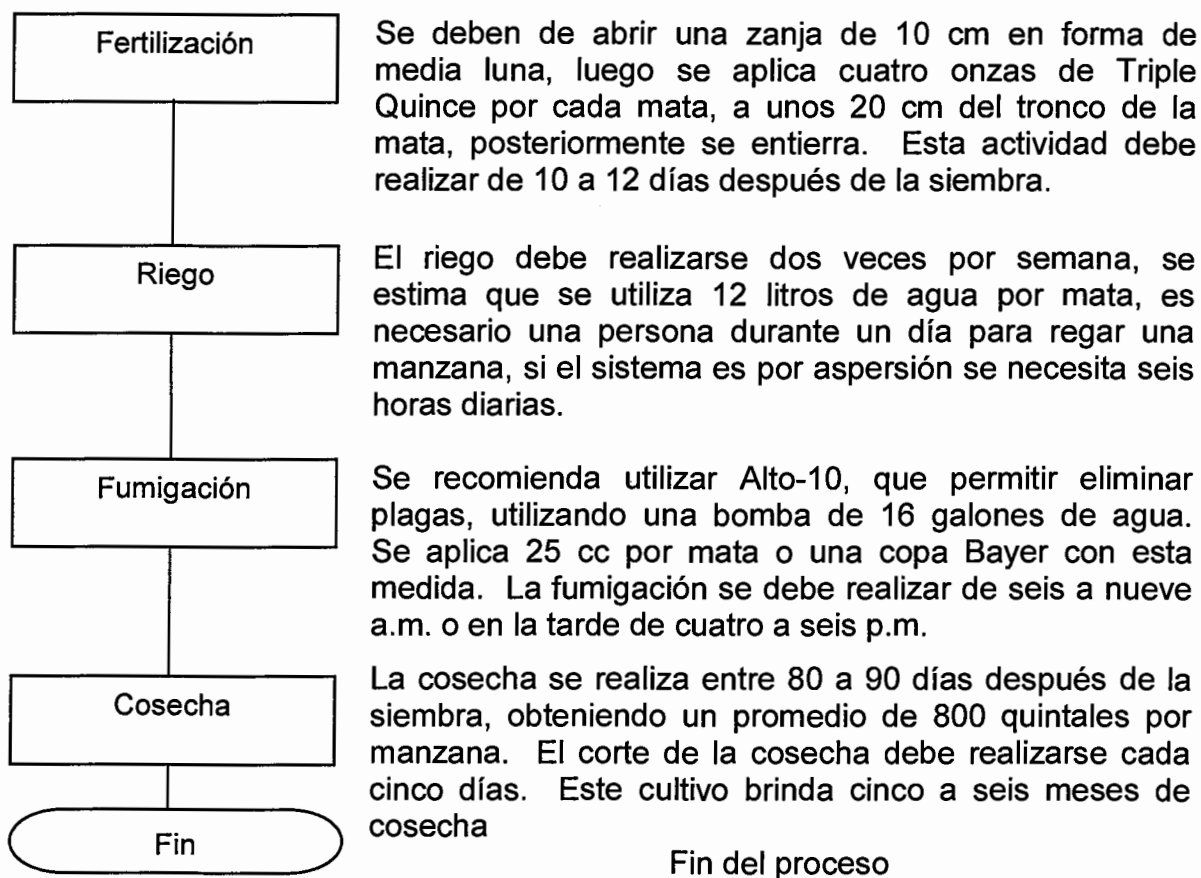 Fertilización
Se deben de abrir una zanja de 10 cm en forma de
media luna, luego se aplica cuatro onzas de Triple
Quince por cada mata, a unos 20 cm del tronco de la
mata, posteriormente se entierra. Esta actividad debe
realizar de 10 a 12 días después de la siembra.
Riego
El riego debe realizarse dos veces por semana, se
estima que se utiliza 12 litros de agua por mata, es
necesario una persona durante un día para regar una
manzana, si el sistema es por aspersión se necesita seis
horas diarias.
Fumigación
Se recomienda utilizar Alto-10, que permitir eliminar
plagas, utilizando una bomba de 16 galones de agua.
Se aplica 25 cc por mata o una copa Bayer con esta
medida. La fumigación se debe realizar de seis a nueve
a.m. o en la tarde de cuatro a seis p.m.
Cosecha
La cosecha se realiza entre 80 a 90 días después de la
siembra, obteniendo un promedio de 800 quintales por
manzana. El corte de la cosecha debe realizarse cada
cinco días. Este cultivo brinda cinco a seis meses de
cosecha
Fin
Fin del proceso